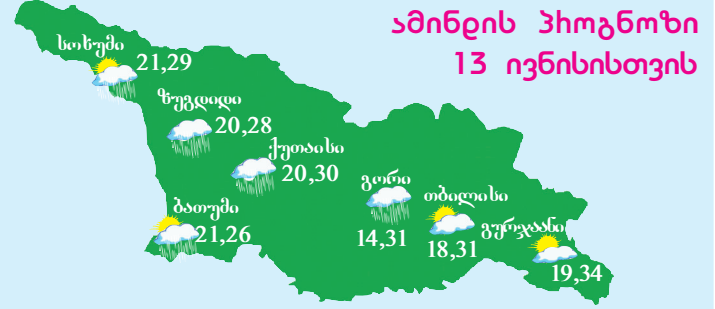 ამინდის პროგნოზი
13 ივნისისთვის
სოხუმი
21,29
ზუგდიდი
20,28
ქუთაისი
20,30
გორი
14,31
თბილისი
18,31
ბათუმი
21,26
გურჯაანი
19,34